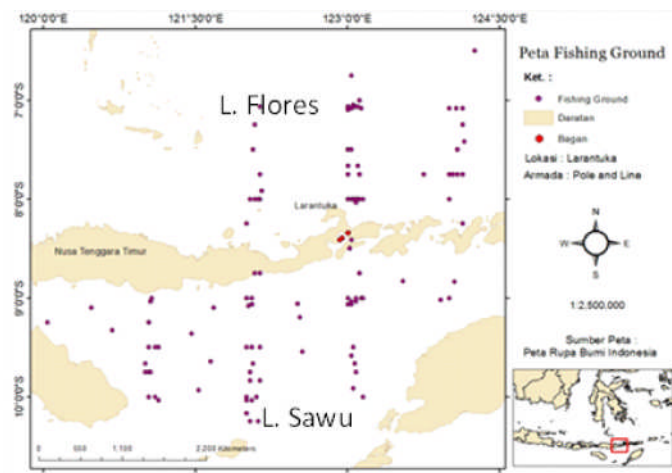 120°0'0"E 121°30'0"E 123°0'0"E 124°30'0"E
Peta Fishing Ground
Ket. :
Fishing Ground
Daratan
Bagan
Lokasi : Larantuka
Armada : Pole and Line
7°0'0"S
L. Flores
8°0'0"S
Larantuka
Nusa Tenggara Timur
N
W E
S
9°0'0"S
1:2.500.000
Sumber Peta :
Peta Rupa Bumi Indonesia
10°0'0"S
L. Sawu
0